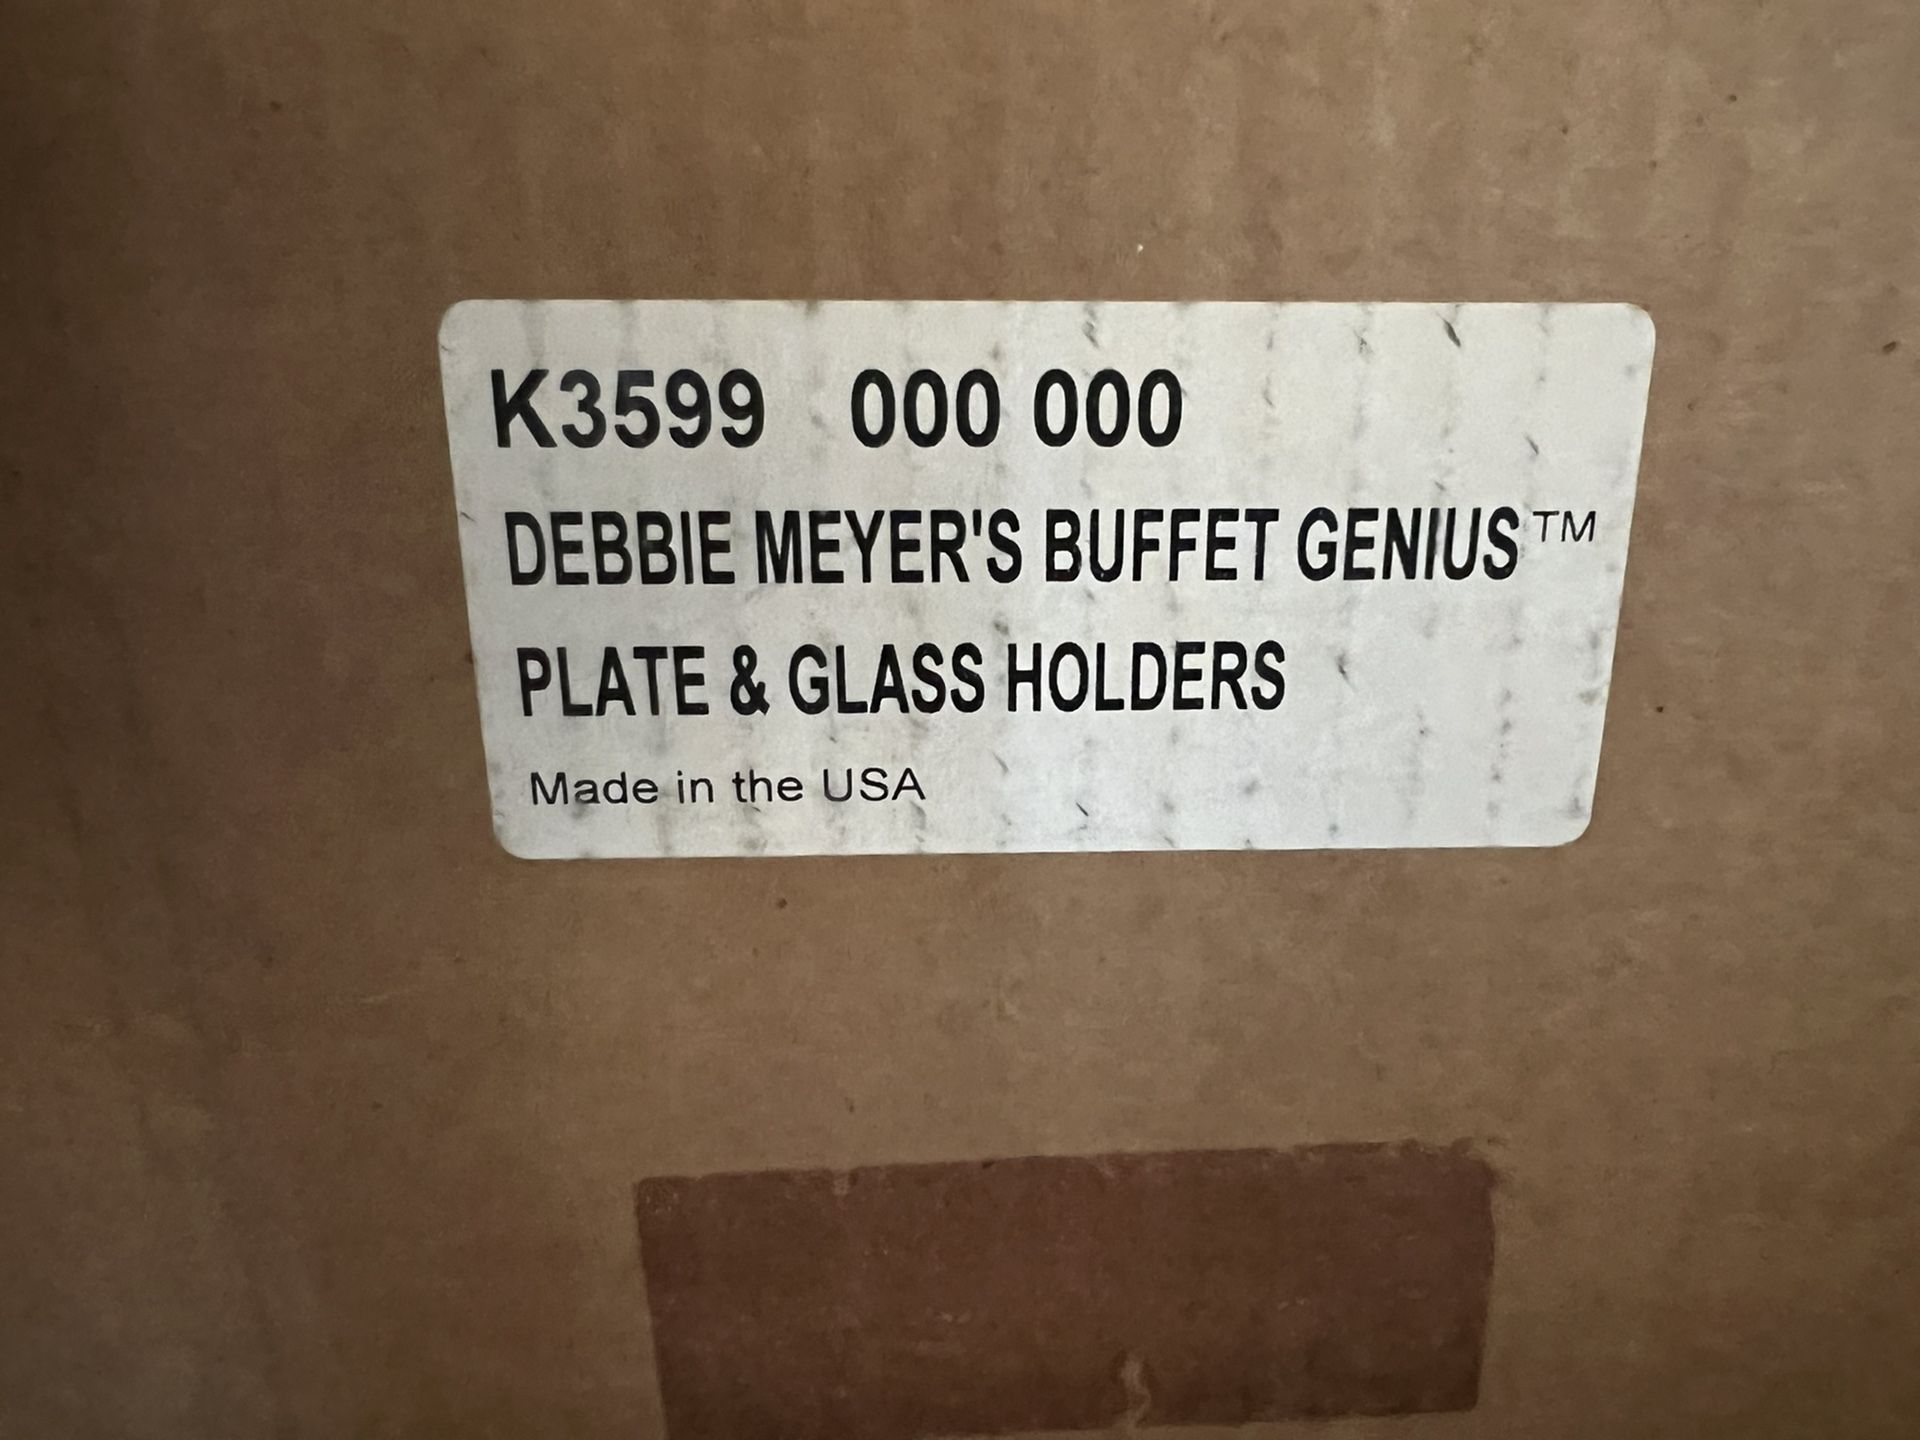 K3599 000 000
DEBBIE MEYER'S BUFFET GENIUS™
PLATE & GLASS HOLDERS
Made in the USA